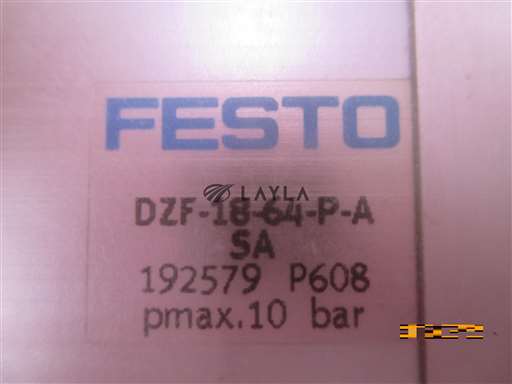 FESTO
LAYLA
DZF-18-64-P-A
SA
192579 P608
pmax.10 bar